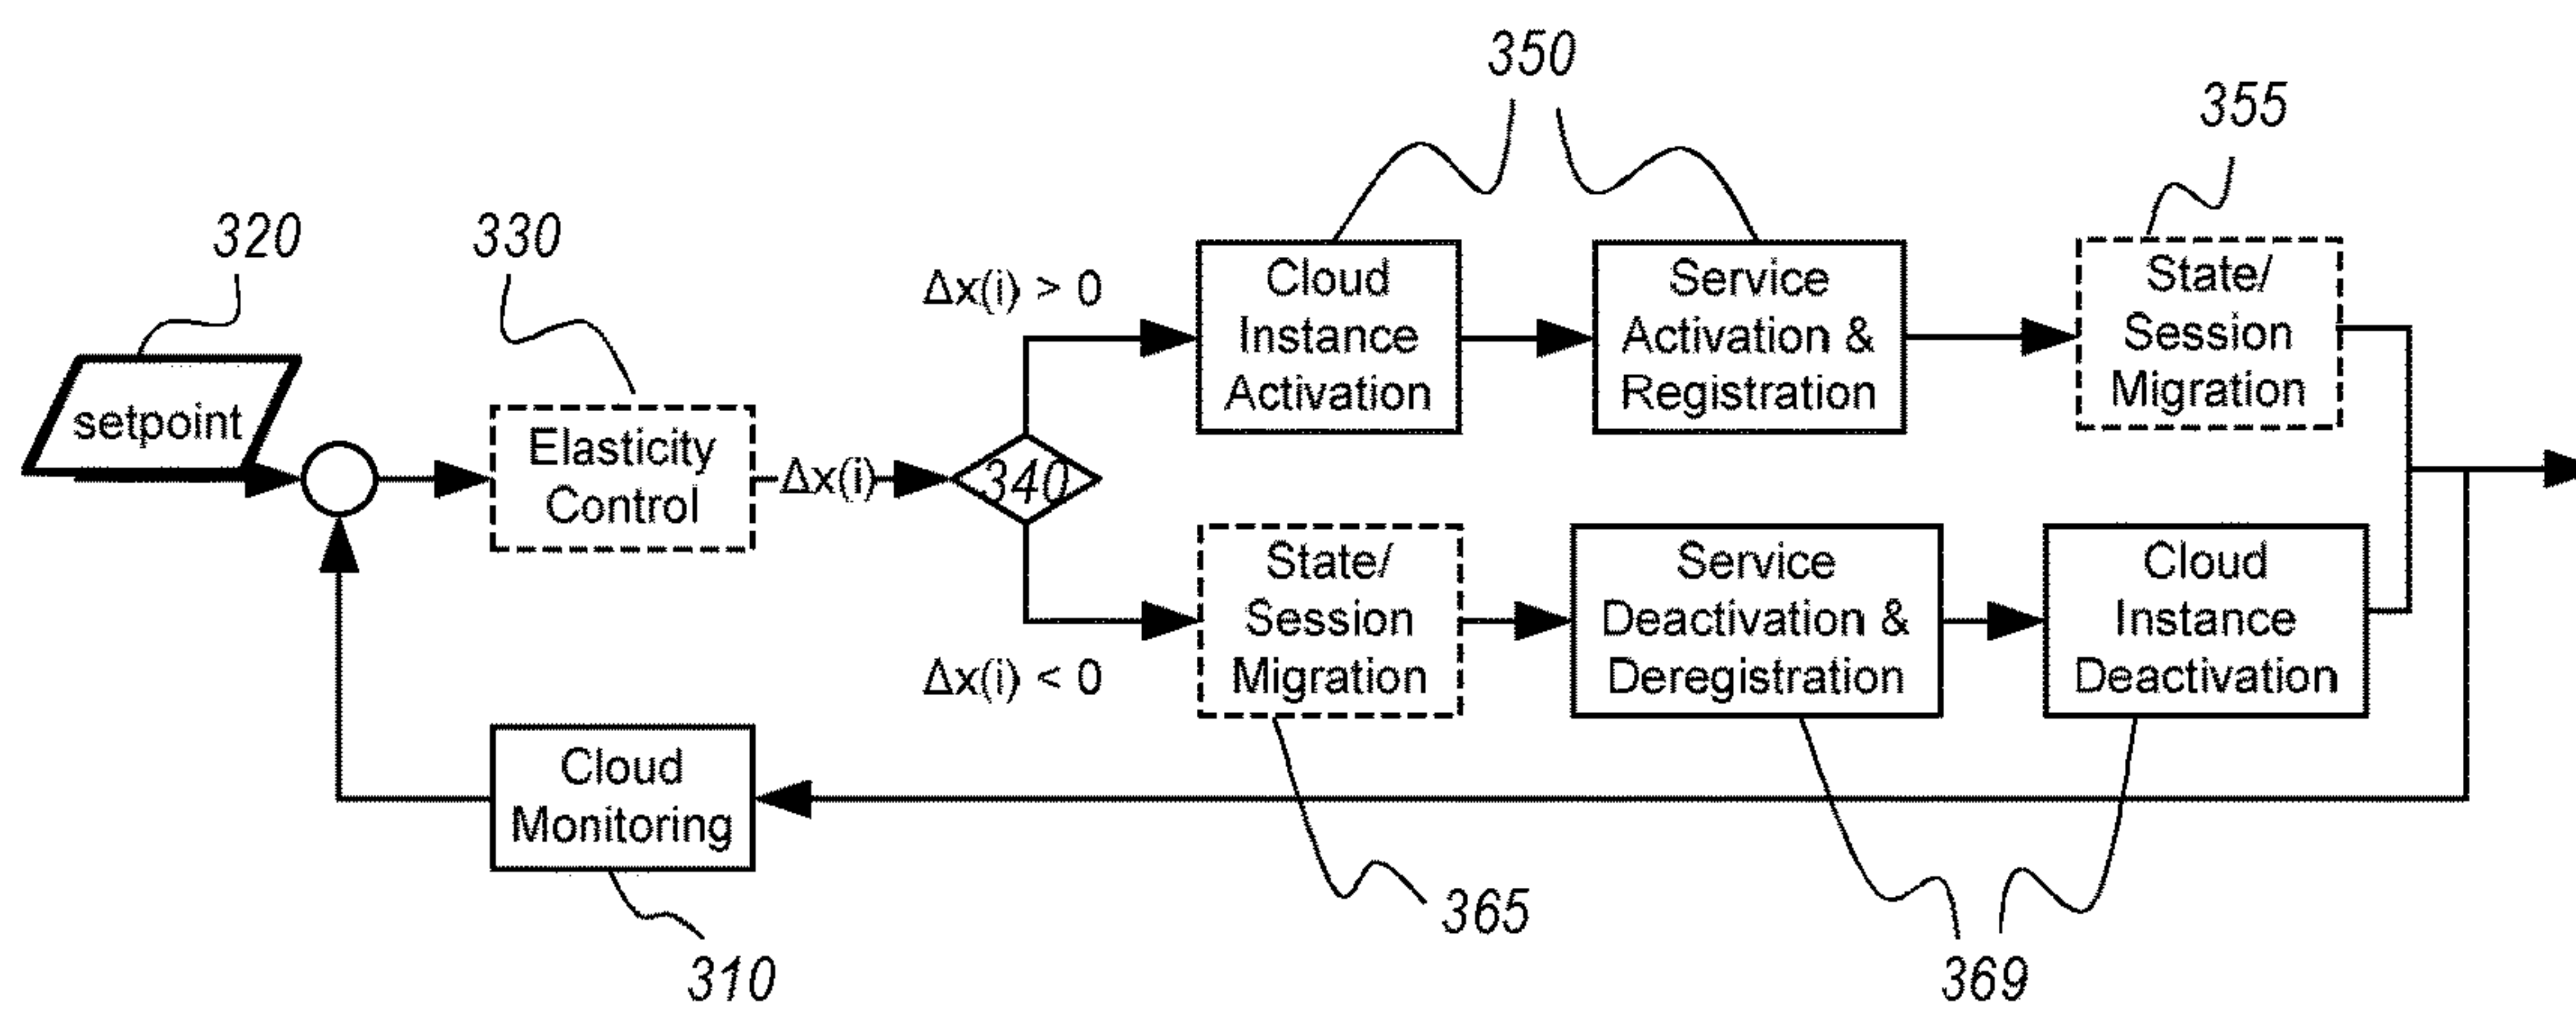 350
355
320
330
Δx(i) > 0
Cloud
Instance
Activation
Service
Activation &
Registration
State/
Session
Migration
setpoint
Elasticity
Control
Δx(i)
340
Δx(i) < 0
State/
Session
Migration
Service
Deactivation &
Deregistration
Cloud
Instance
Deactivation
Cloud
Monitoring
365
310
369